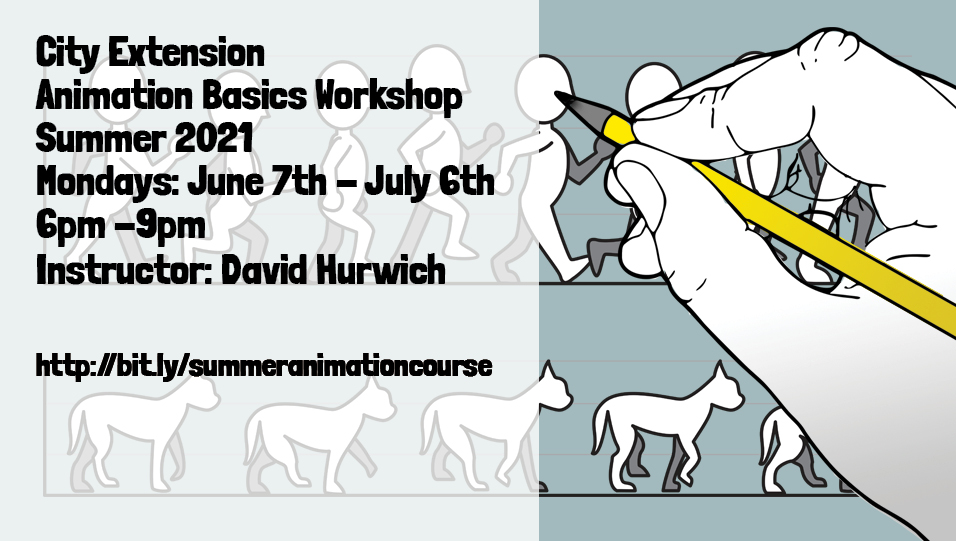 City Extension
Animation Basics Workshop
Summer 2021
Mondays: June 7th – July 6th
6pm –9pm
Instructor: David Hurwich
http://bit.ly/summeranimationcourse